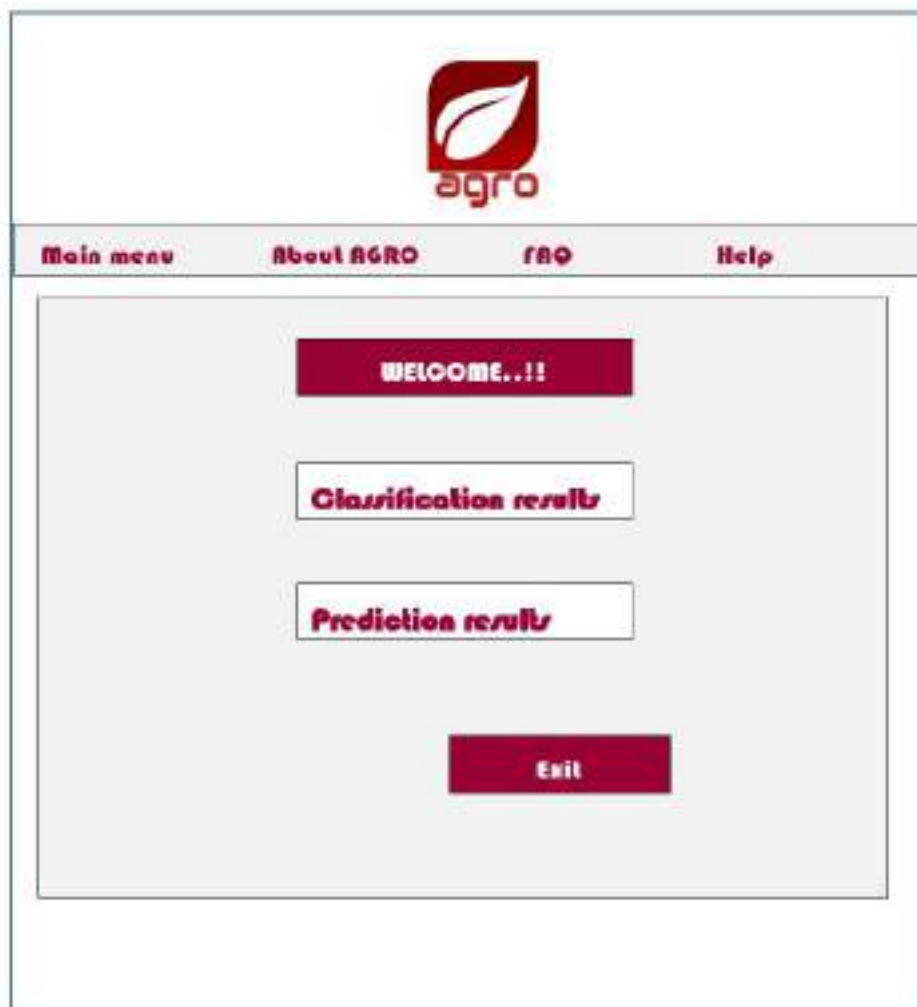 agro
Main menu About AGRO FAQ Help
WELCOME..!!
Classification results
Prediction results
Exit